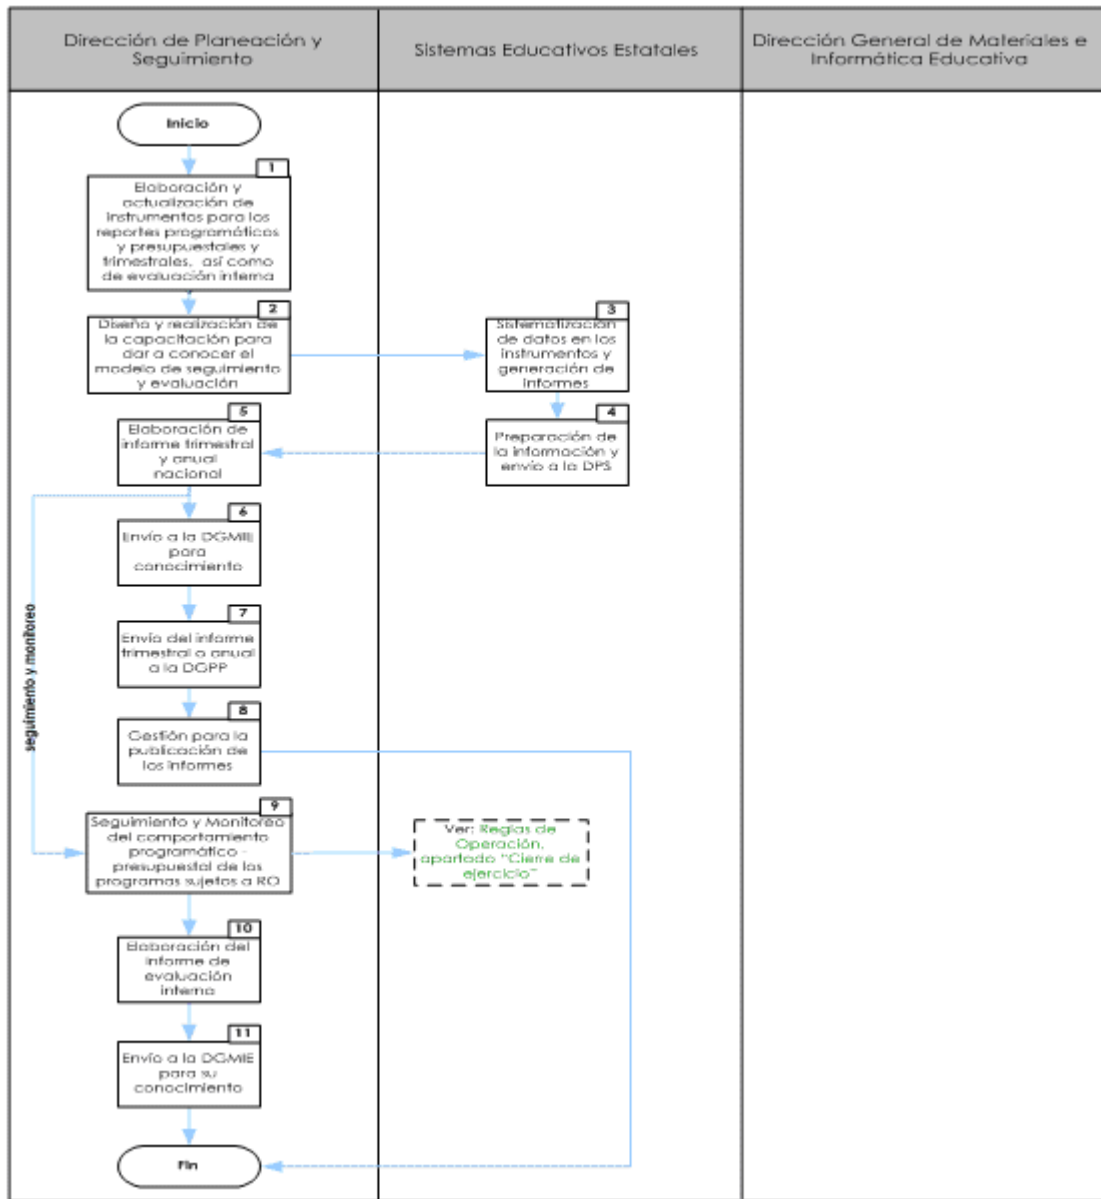 Dirección de Planeación y
Seguimiento
Sistemas Educativos Estatales
Dirección General de Materiales e
Informática Educativa
Inicio
1
Elaboración y
actualización de
instrumentos para los
reportes programáticos
y presupuestales y
trimestrales, así como
de evaluación interna
2
Diseño y realización de
la capacitación para
dar a conocer el
modelo de seguimiento
y evaluación
3
Sistematización
de datos en los
instrumentos y
generación de
informes
4
Preparación de
la información y
envío a la DPS
5
Elaboración de
informe trimestral
y anual
nacional
6
Envío a la DGMIE
para
conocimiento
7
Envío del informe
trimestral o anual
a la DGPP
8
Gestión para la
publicación de
los informes
seguimiento y monitoreo
9
Seguimiento y Monitoreo
del comportamiento
programático -
presupuestal de los
programas sujetos a RO
Ver: Reglas de
Operación,
apartado "Cierre de
ejercicio"
10
Elaboración del
informe de
evaluación
interna
11
Envío a la DGMIE
para su
conocimiento
Fin